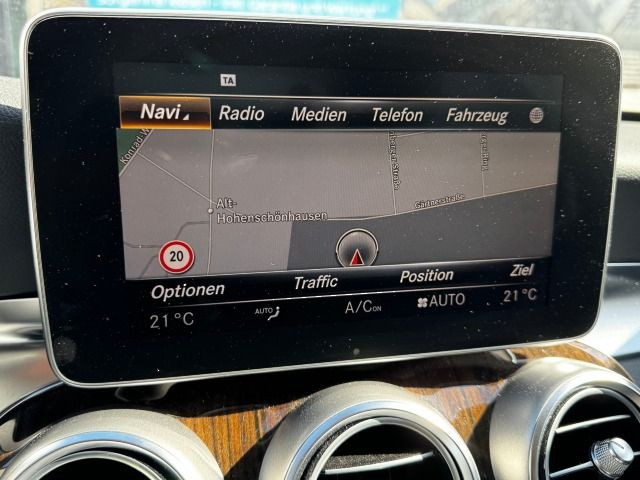 TA
Navi Radio Medien Telefon Fahrzeug
Konrad-W
Alt-
Hohenschönhausen
Gärtnerstraße
20
Optionen Traffic Position Ziel
21°C AUTO A/C ON AUTO 21°C